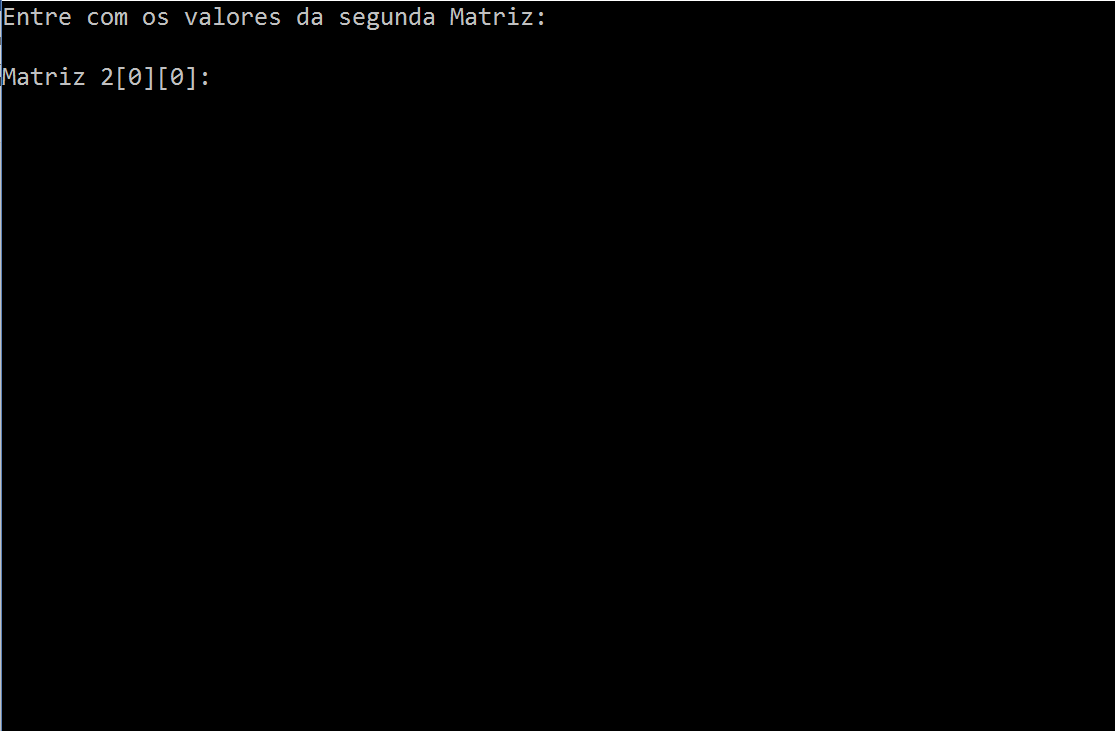 Entre com os valores da segunda Matriz:
Matriz 2[0][0]: